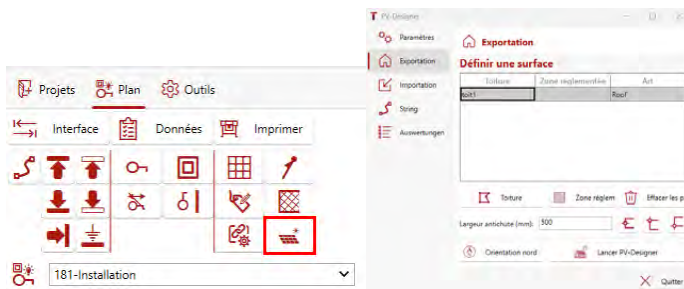 Projets Plan Outils
Interface Données Imprimer
181-Installation
PV-Designer
Paramètres
Exportation
Importation
String
Auswertungen
Exportation
Définir une surface
Toiture Zone réglementée Art
toit1 Roof
Toiture Zone réglem Effacer les p
Largeur antichute (mm): 500
Orientation nord Lancer PV-Designer
Quitter